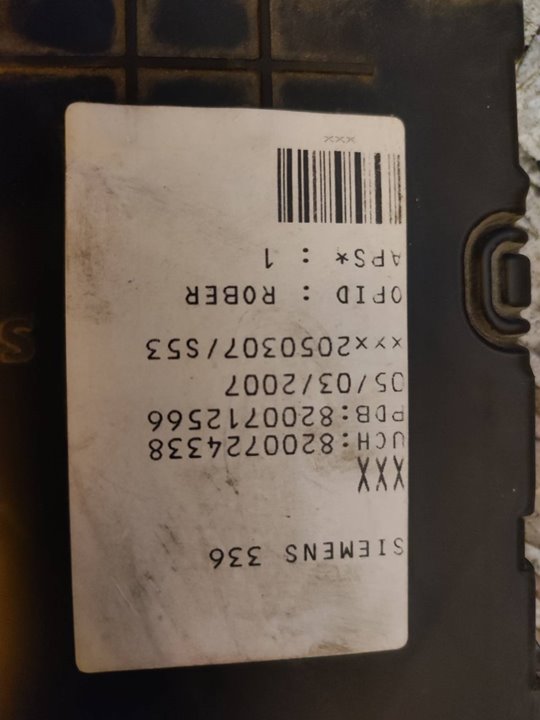 SIEMENS 336
XXX
UCH:8200724338
PDB:8200712566
05/03/2007
xxx2050307/S53
OPID : ROBER
APS* : 1
xxx
S